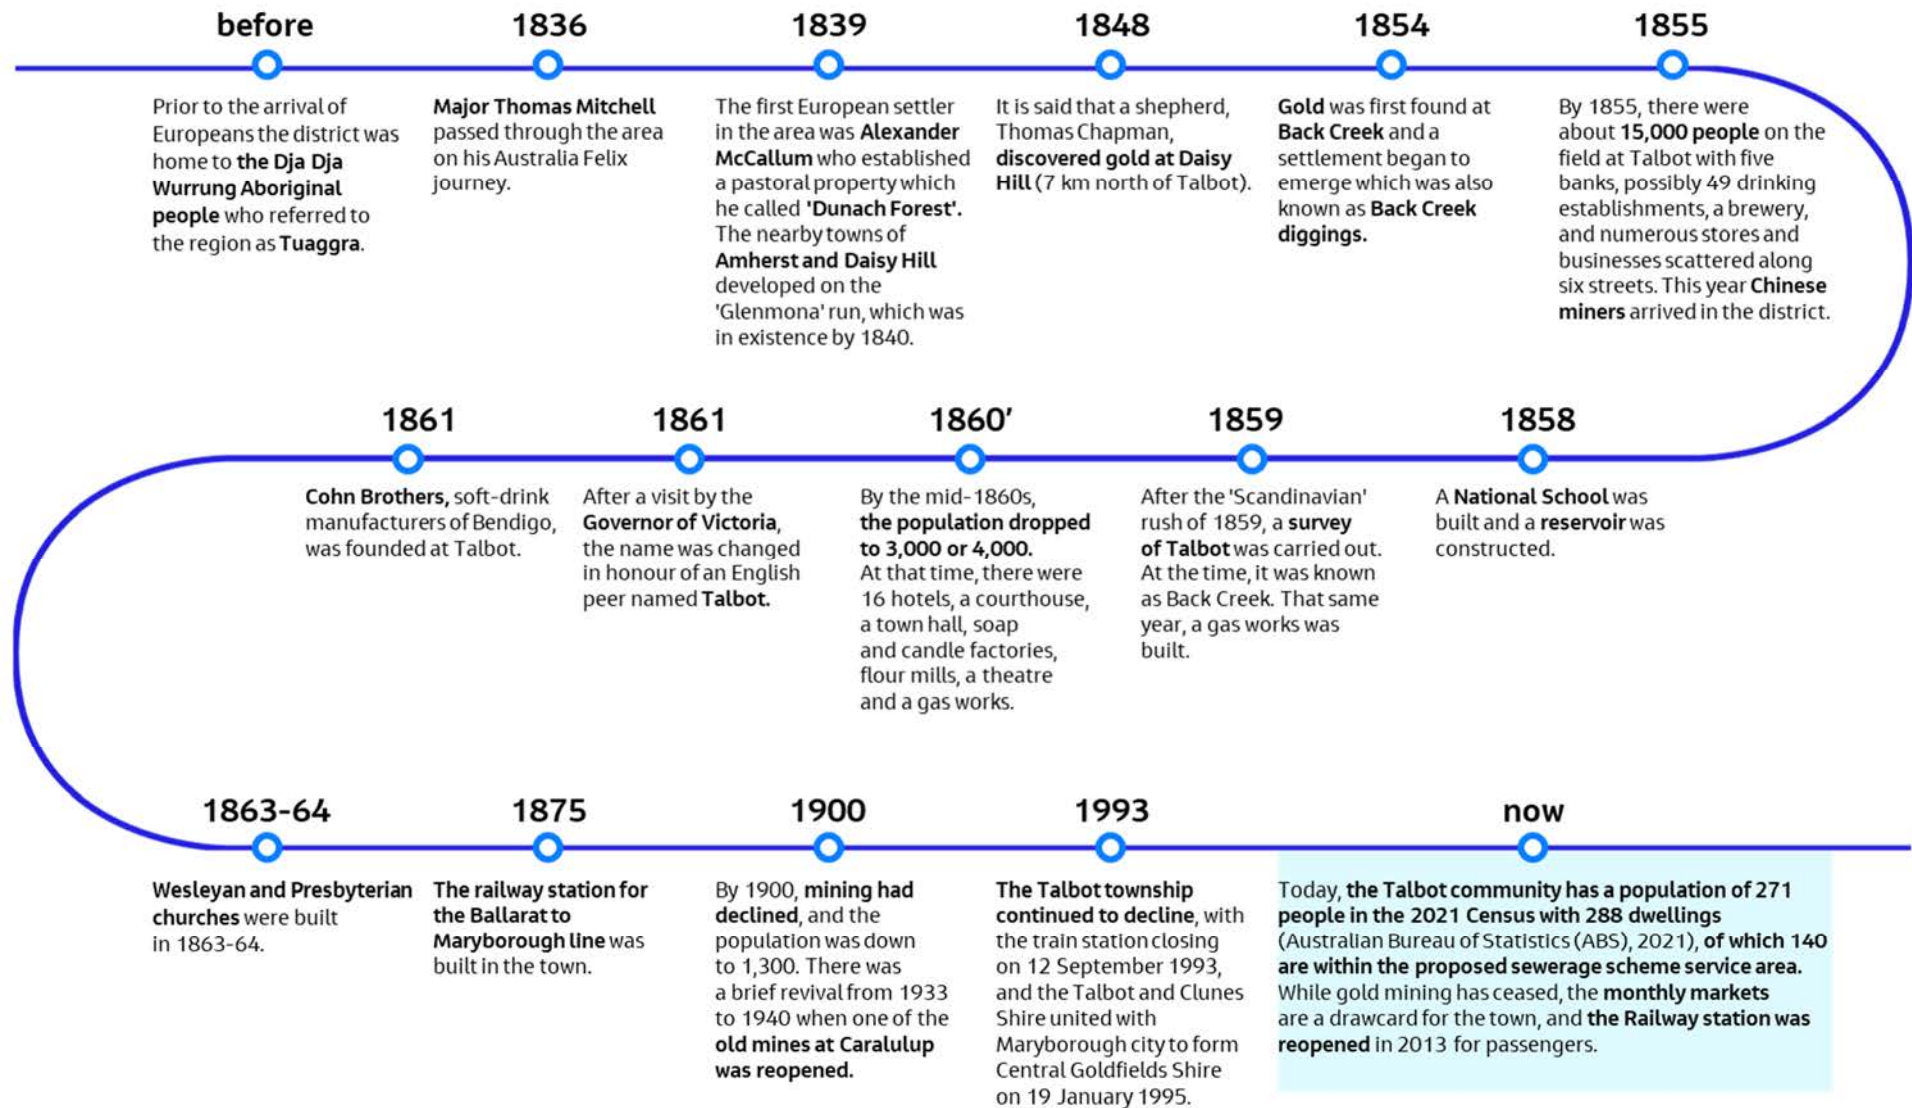 before
Prior to the arrival of
Europeans the district was
home to the Dja Dja
Wurrung Aboriginal
people who referred to
the region as Tuaggra.
1836
Major Thomas Mitchell
passed through the area
on his Australia Felix
journey.
1839
The first European settler
in the area was Alexander
McCallum who established
a pastoral property which
he called 'Dunach Forest'.
The nearby towns of
Amherst and Daisy Hill
developed on the
'Glenmona' run, which was
in existence by 1840.
1848
It is said that a shepherd,
Thomas Chapman,
discovered gold at Daisy
Hill (7 km north of Talbot).
1854
Gold was first found at
Back Creek and a
settlement began to
emerge which was also
known as Back Creek
diggings.
1855
By 1855, there were
about 15,000 people on the
field at Talbot with five
banks, possibly 49 drinking
establishments, a brewery,
and numerous stores and
businesses scattered along
six streets. This year Chinese
miners arrived in the district.
1858
A National School was
built and a reservoir was
constructed.
1859
After the 'Scandinavian'
rush of 1859, a survey
of Talbot was carried out.
At the time, it was known
as Back Creek. That same
year, a gas works was
built.
1860’
By the mid-1860s,
the population dropped
to 3,000 or 4,000.
At that time, there were
16 hotels, a courthouse,
a town hall, soap
and candle factories,
flour mills, a theatre
and a gas works.
1861
After a visit by the
Governor of Victoria,
the name was changed
in honour of an English
peer named Talbot.
1861
Cohn Brothers, soft-drink
manufacturers of Bendigo,
was founded at Talbot.
1863-64
Wesleyan and Presbyterian
churches were built
in 1863-64.
1875
The railway station for
the Ballarat to
Maryborough line was
built in the town.
1900
By 1900, mining had
declined, and the
population was down
to 1,300. There was
a brief revival from 1933
to 1940 when one of the
old mines at Caralulup
was reopened.
1993
The Talbot township
continued to decline, with
the train station closing
on 12 September 1993,
and the Talbot and Clunes
Shire united with
Maryborough city to form
Central Goldfields Shire
on 19 January 1995.
now
Today, the Talbot community has a population of 271
people in the 2021 Census with 288 dwellings
(Australian Bureau of Statistics (ABS), 2021), of which 140
are within the proposed sewerage scheme service area.
While gold mining has ceased, the monthly markets
are a drawcard for the town, and the Railway station was
reopened in 2013 for passengers.